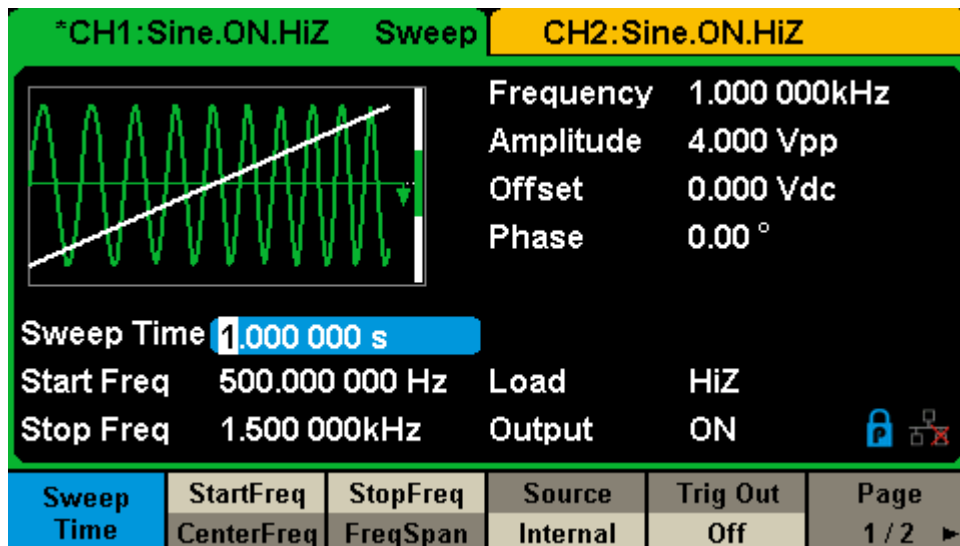 *CH1:Sine.ON.HiZ Sweep CH2:Sine.ON.HiZ
Frequency 1.000 000kHz
Amplitude 4.000 Vpp
Offset 0.000 Vdc
Phase 0.00 °
Sweep Time 1.000 000 s
Start Freq 500.000 000 Hz Load HiZ
Stop Freq 1.500 000kHz Output ON P
Sweep StartFreq StopFreq Source Trig Out Page
Time CenterFreq FreqSpan Internal Off 1/2 ►